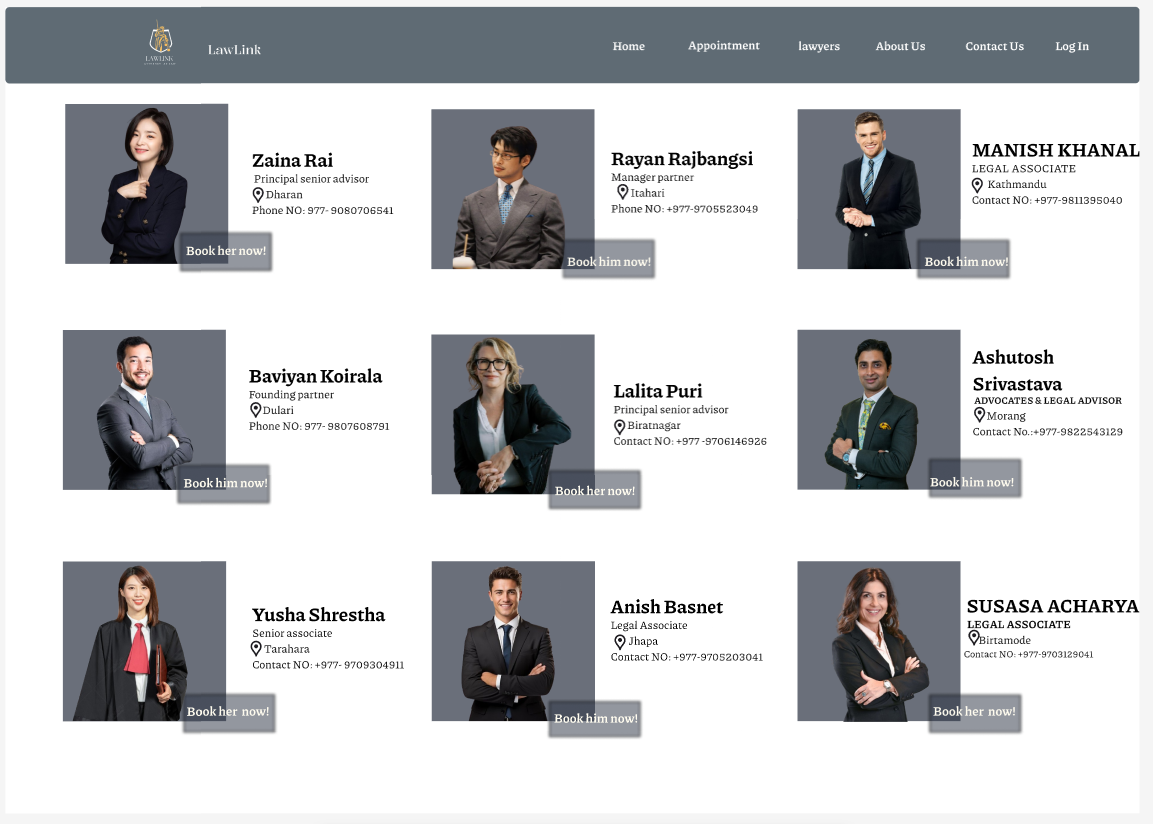 LAWLINK
LawLink
Home
Appointment
lawyers
About Us
Contact Us
Log In
Zaina Rai
Principal senior advisor
Dharan
Phone NO: 977- 9080706541
Book her now!
Rayan Rajbangsi
Manager partner
Itahari
Phone NO: +977-9705523049
Book him now!
MANISH KHANAL
LEGAL ASSOCIATE
Kathmandu
Contact NO: +977-9811395040
Book him now!
Baviyan Koirala
Founding partner
Dulari
Phone NO: 977- 9807608791
Book him now!
Lalita Puri
Principal senior advisor
Biratnagar
Contact NO: +977 -9706146926
Book her now!
Ashutosh
Srivastava
ADVOCATES & LEGAL ADVISOR
Morang
Contact No.:+977-9822543129
Book him now!
Yusha Shrestha
Senior associate
Tarahara
Contact NO: +977- 9709304911
Book her now!
Anish Basnet
Legal Associate
Jhapa
Contact NO: +977-9705203041
Book him now!
SUSASA ACHARYA
LEGAL ASSOCIATE
Birtamode
Contact NO: +977-9703129041
Book her now!